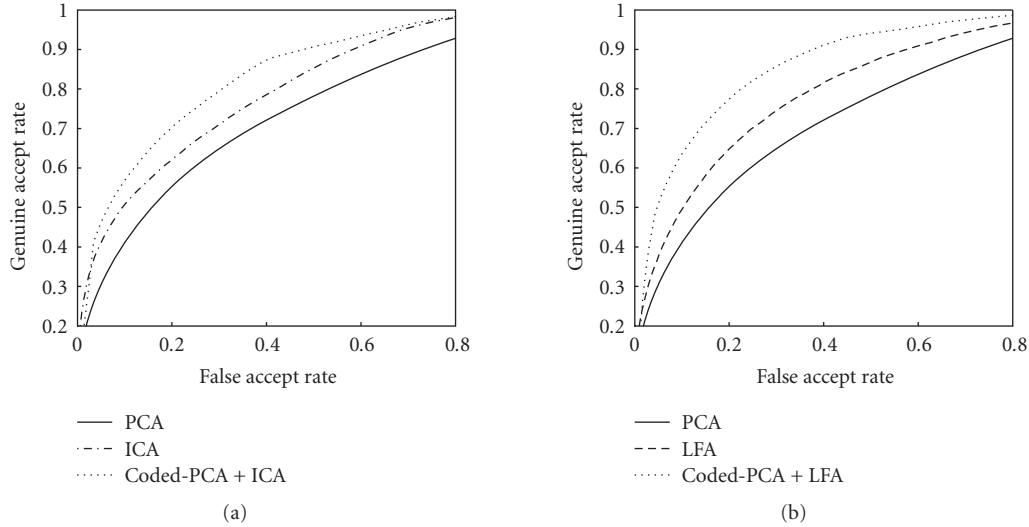 1
0.9
0.8
0.7
0.6
0.5
0.4
0.3
0.2
Genuine accept rate
0 0.2 0.4 0.6 0.8
False accept rate
PCA
ICA
Coded-PCA + ICA
(a)
1
0.9
0.8
0.7
0.6
0.5
0.4
0.3
0.2
Genuine accept rate
0 0.2 0.4 0.6 0.8
False accept rate
PCA
LFA
Coded-PCA + LFA
(b)